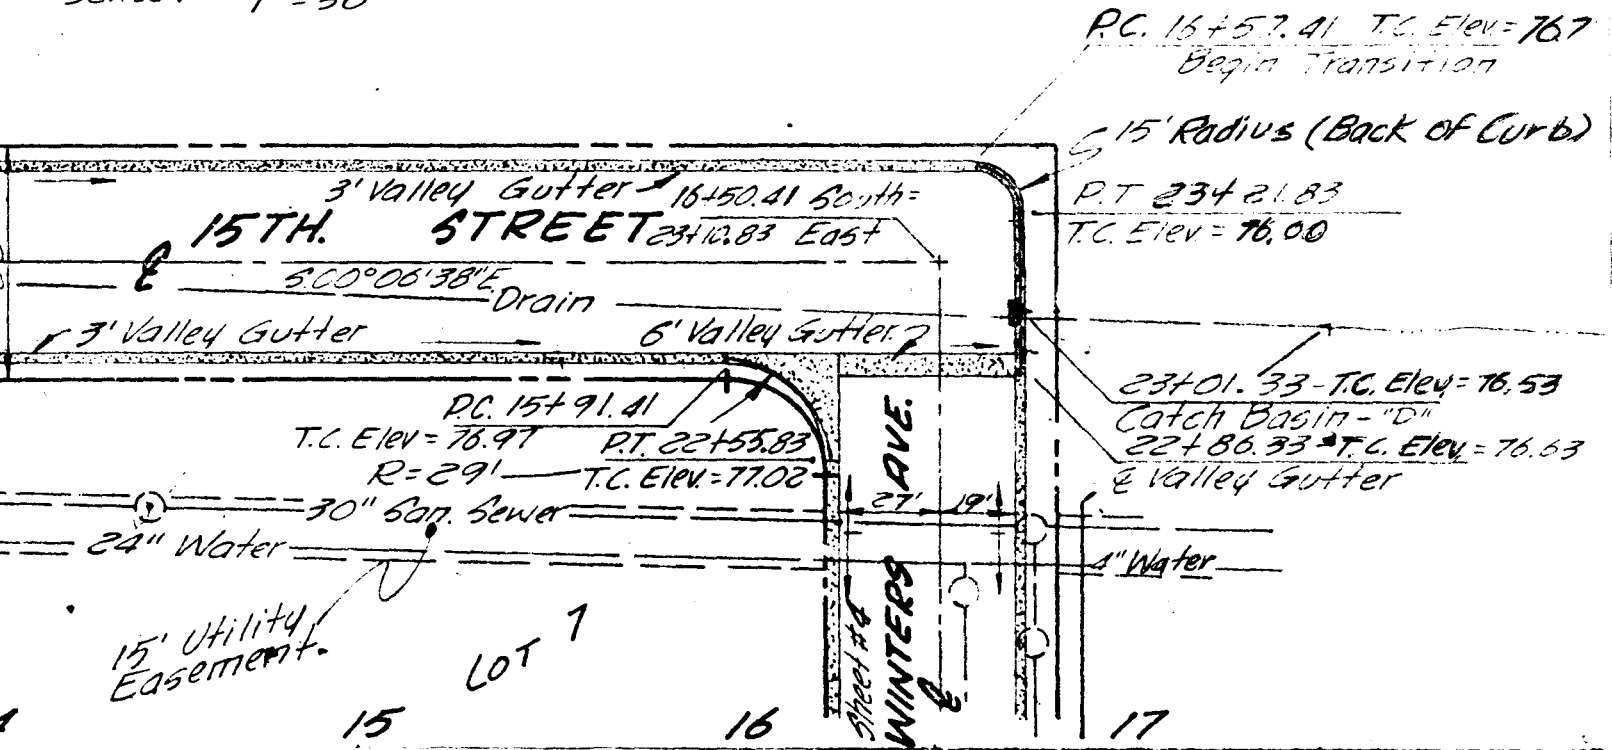 1"=30'
P.C. 16+57.41 T.C. Elev.= 76.7
Begin Transition
15' Radius (Back of Curb)
3' Valley Gutter
16+50.41 South=
P.T. 23+21.83
15TH. STREET
23+10.83 East
T.C. Elev = 76.00
S.00°06'38"E.
Drain
3' Valley Gutter
6' Valley Gutter
23+01.33 - T.C. Elev = 76.53
Catch Basin - "D"
P.C. 15+91.41
T.C. Elev = 76.97
P.T. 22+55.83
22+86.33 - T.C. Elev. = 76.63
R=29'
T.C. Elev. = 77.02
℄ Valley Gutter
27'
19'
30" San. Sewer
24" Water
4" Water
15' Utility
Easement.
LOT 7
Street #4
WINTERS AVE.
℄
15
16
17